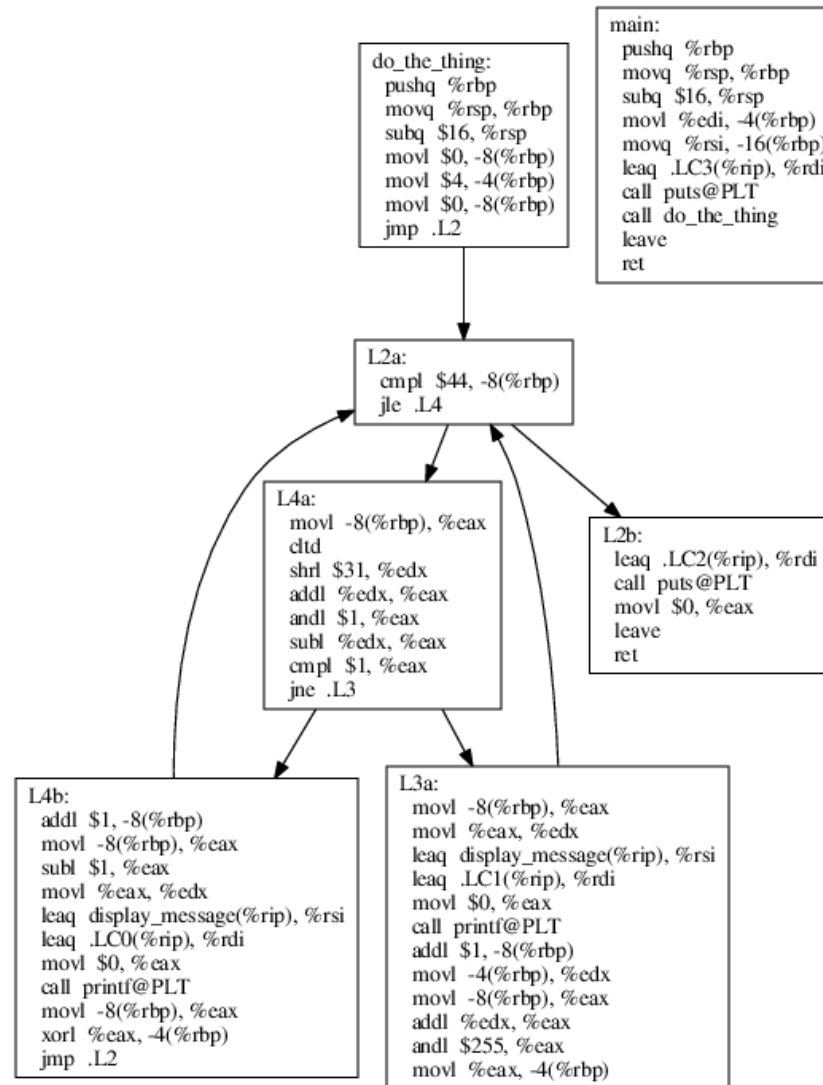 do_the_thing:
pushq %rbp
movq %rsp, %rbp
subq $16, %rsp
movl $0, -8(%rbp)
movl $4, -4(%rbp)
movl $0, -8(%rbp)
jmp .L2
main:
pushq %rbp
movq %rsp, %rbp
subq $16, %rsp
movl %edi, -4(%rbp)
movq %rsi, -16(%rbp)
leaq .LC3(%rip), %rdi
call puts@PLT
call do_the_thing
leave
ret
L2a:
cmpl $44, -8(%rbp)
jle .L4
L4a:
movl -8(%rbp), %eax
cltd
shrl $31, %edx
addl %edx, %eax
andl $1, %eax
subl %edx, %eax
cmpl $1, %eax
jne .L3
L2b:
leaq .LC2(%rip), %rdi
call puts@PLT
movl $0, %eax
leave
ret
L4b:
addl $1, -8(%rbp)
movl -8(%rbp), %eax
subl $1, %eax
movl %eax, %edx
leaq display_message(%rip), %rsi
leaq .LC0(%rip), %rdi
movl $0, %eax
call printf@PLT
movl -8(%rbp), %eax
xorl %eax, -4(%rbp)
jmp .L2
L3a:
movl -8(%rbp), %eax
movl %eax, %edx
leaq display_message(%rip), %rsi
leaq .LC1(%rip), %rdi
movl $0, %eax
call printf@PLT
addl $1, -8(%rbp)
movl -4(%rbp), %edx
movl -8(%rbp), %eax
addl %edx, %eax
andl $255, %eax
movl %eax, -4(%rbp)